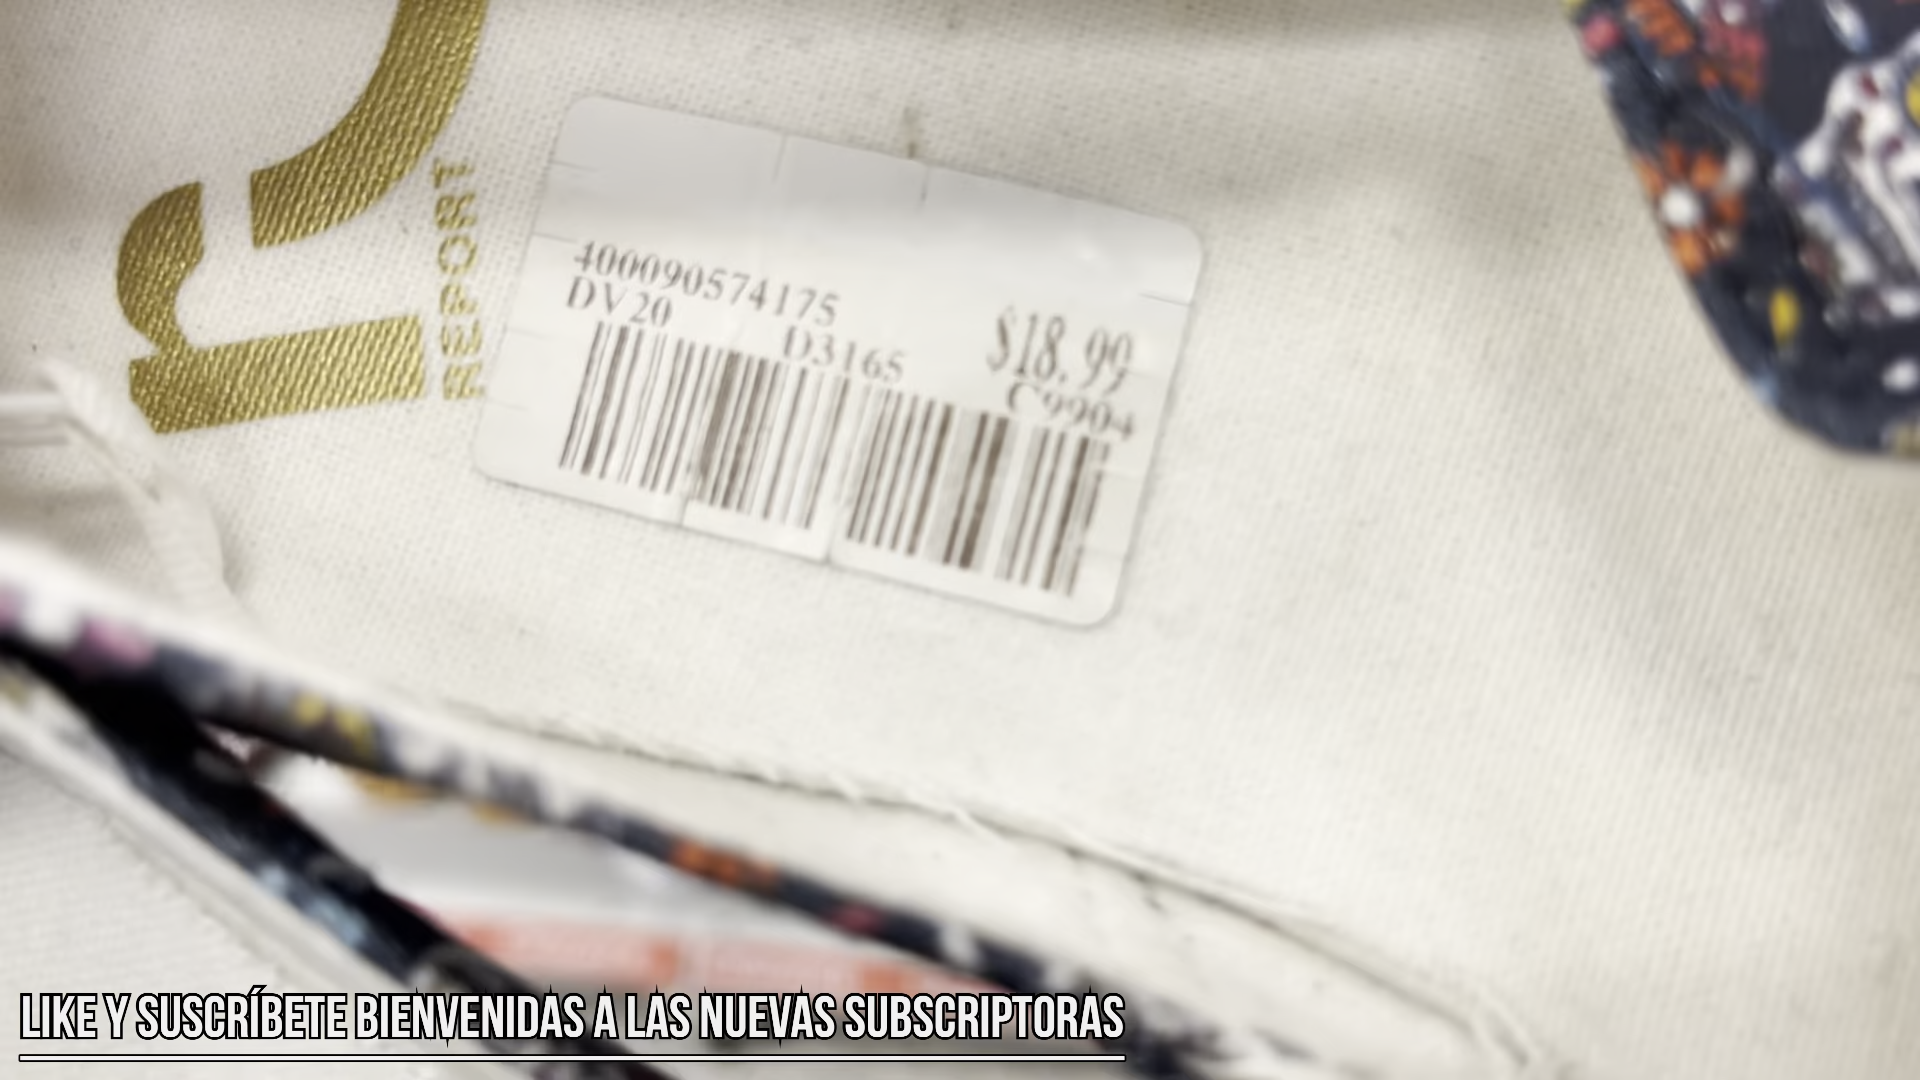 REPORT
400090574175
DV20
D3165
$18.99
C9904
LIKE Y SUSCRÍBETE BIENVENIDAS A LAS NUEVAS SUBSCRIPTORAS